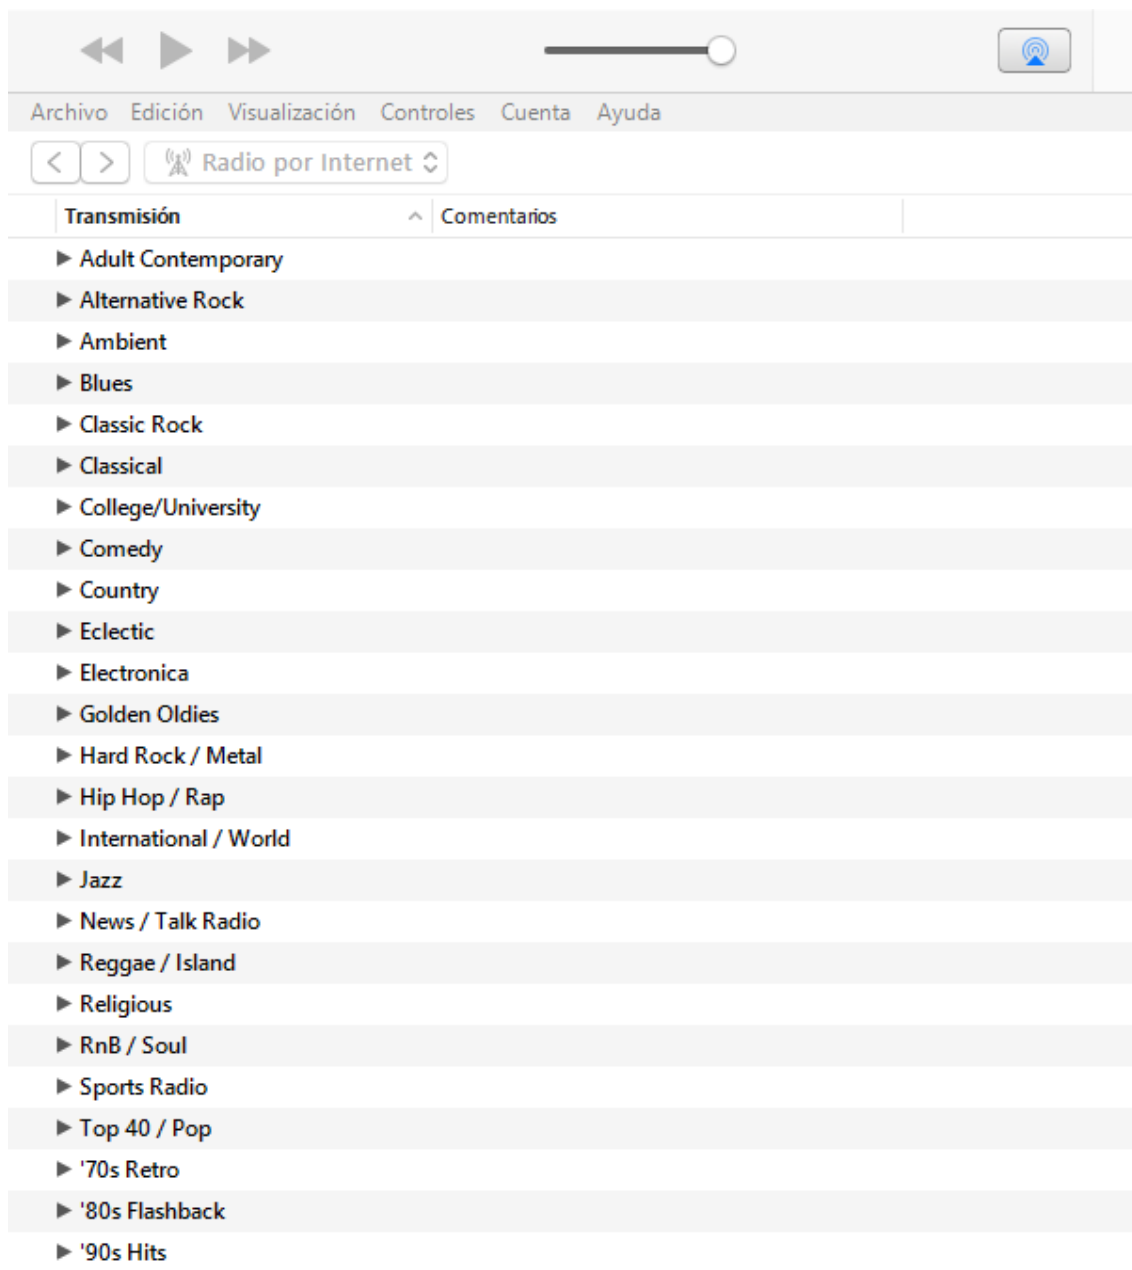 Archivo Edición Visualización Controles Cuenta Ayuda
Radio por Internet
Transmisión Comentarios
Adult Contemporary
Alternative Rock
Ambient
Blues
Classic Rock
Classical
College/University
Comedy
Country
Eclectic
Electronica
Golden Oldies
Hard Rock / Metal
Hip Hop / Rap
International / World
Jazz
News / Talk Radio
Reggae / Island
Religious
RnB / Soul
Sports Radio
Top 40 / Pop
'70s Retro
'80s Flashback
'90s Hits